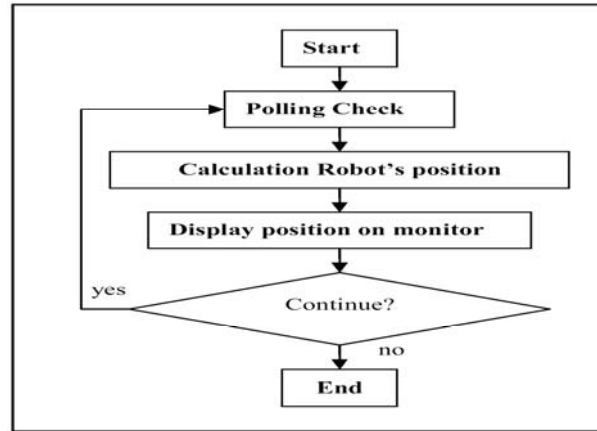 Start
Polling Check
Calculation Robot's position
Display position on monitor
yes
Continue?
no
End